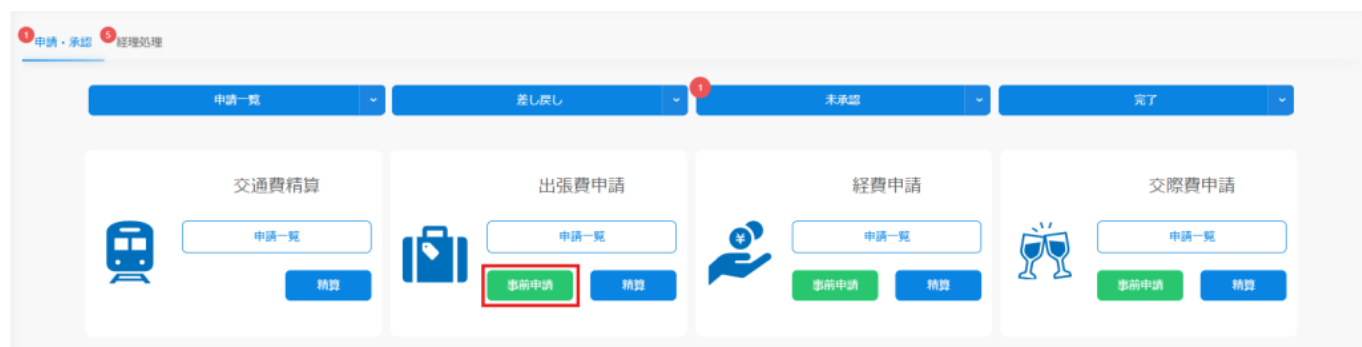 1 申請・承認 5 経理処理
申請一覧 差し戻し 1 未承認 完了
交通費精算 出張費申請 経費申請 交際費申請
申請一覧 申請一覧 ¥ 申請一覧 申請一覧
精算 事前申請 精算 事前申請 精算 事前申請 精算